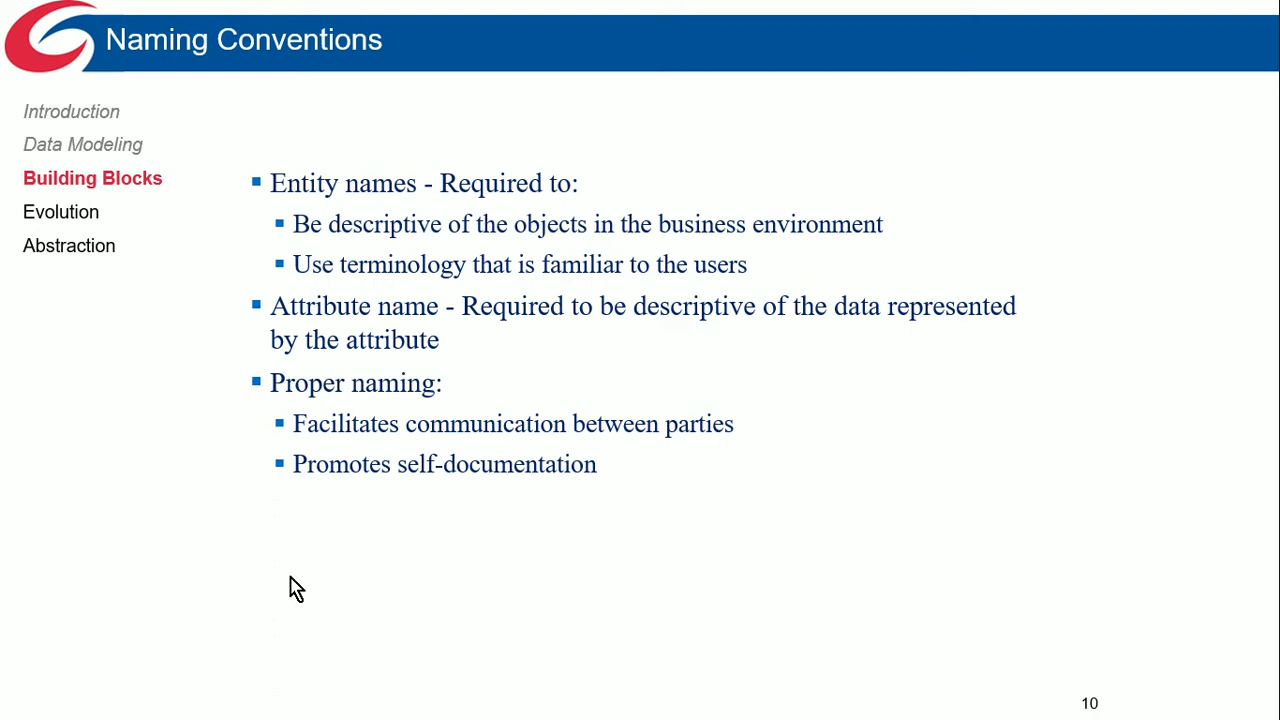 Naming Conventions
Introduction
Data Modeling
Building Blocks
Evolution
Abstraction
Entity names - Required to:
Be descriptive of the objects in the business environment
Use terminology that is familiar to the users
Attribute name - Required to be descriptive of the data represented
by the attribute
Proper naming:
Facilitates communication between parties
Promotes self-documentation
10